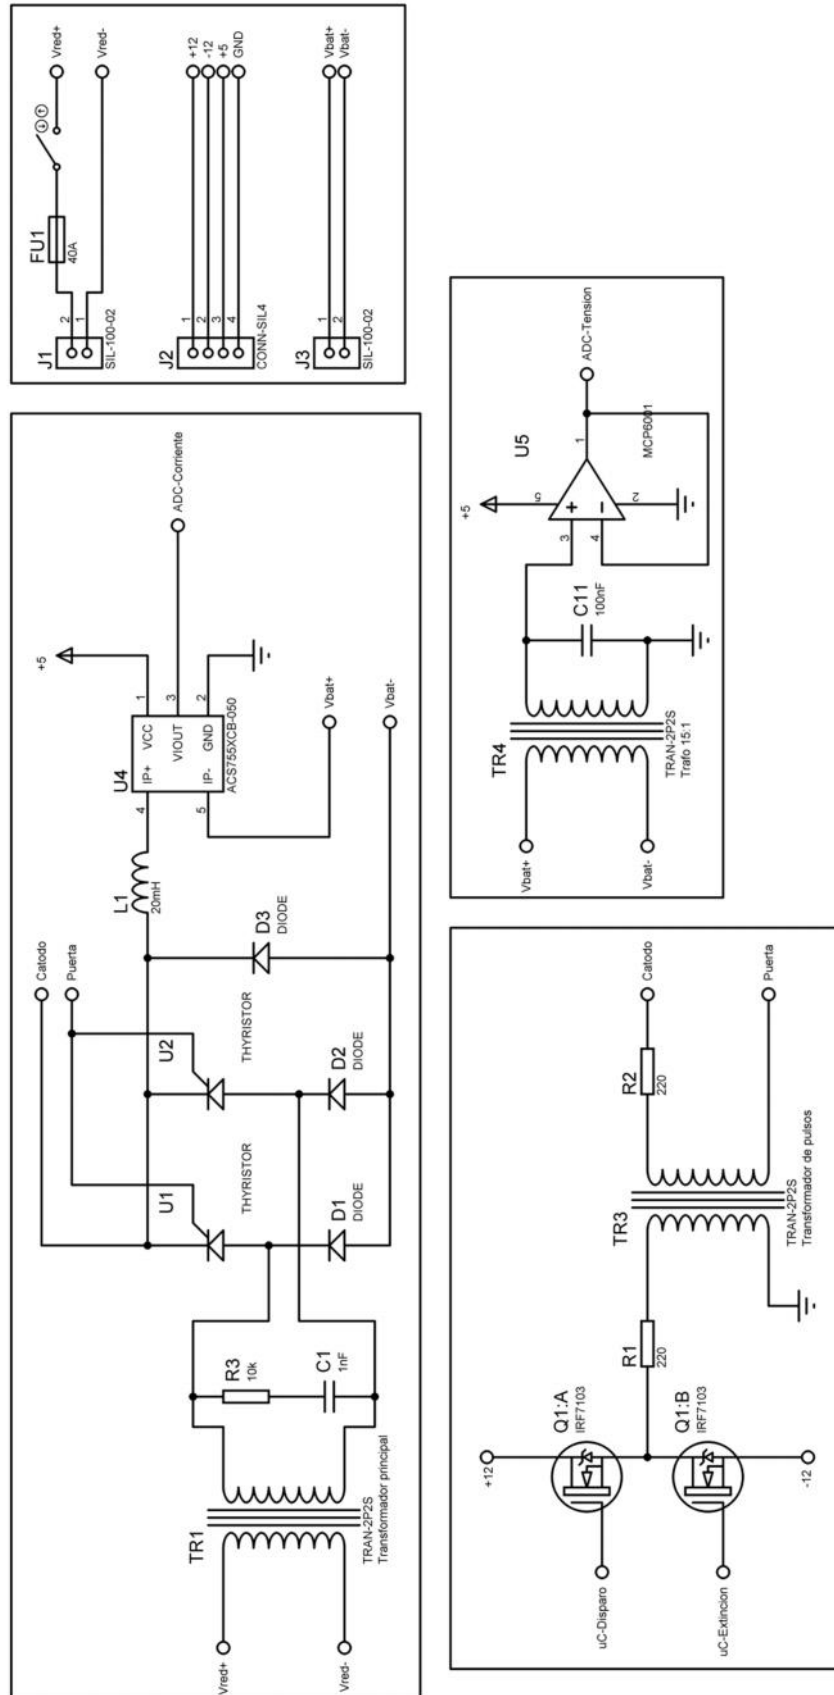 Vred+
Vred-
FU1
40A
J1
2
1
SIL-100-02
+12
-12
+5
GND
J2
1
2
3
4
CONN-SIL4
Vbat+
Vbat-
J3
1
2
SIL-100-02
Vred+
Vred-
TR1
TRAN-2P2S
Transformador principal
R3
10k
C1
1nF
U1
THYRISTOR
U2
THYRISTOR
D1
DIODE
D2
DIODE
D3
DIODE
Catodo
Puerta
L1
20mH
U4
4
IP+
VCC
1
VIOUT
3
5
IP-
GND
2
ACS755XCB-050
+5
ADC-Corriente
Vbat+
Vbat-
Vbat+
Vbat-
TR4
TRAN-2P2S
Trafo 15:1
C11
100nF
+5
U5
3
4
5
2
1
+
-
MCP6001
ADC-Tension
+12
-12
uC-Disparo
uC-Extincion
Q1:A
IRF7103
Q1:B
IRF7103
R1
220
TR3
TRAN-2P2S
Transformador de pulsos
R2
220
Catodo
Puerta